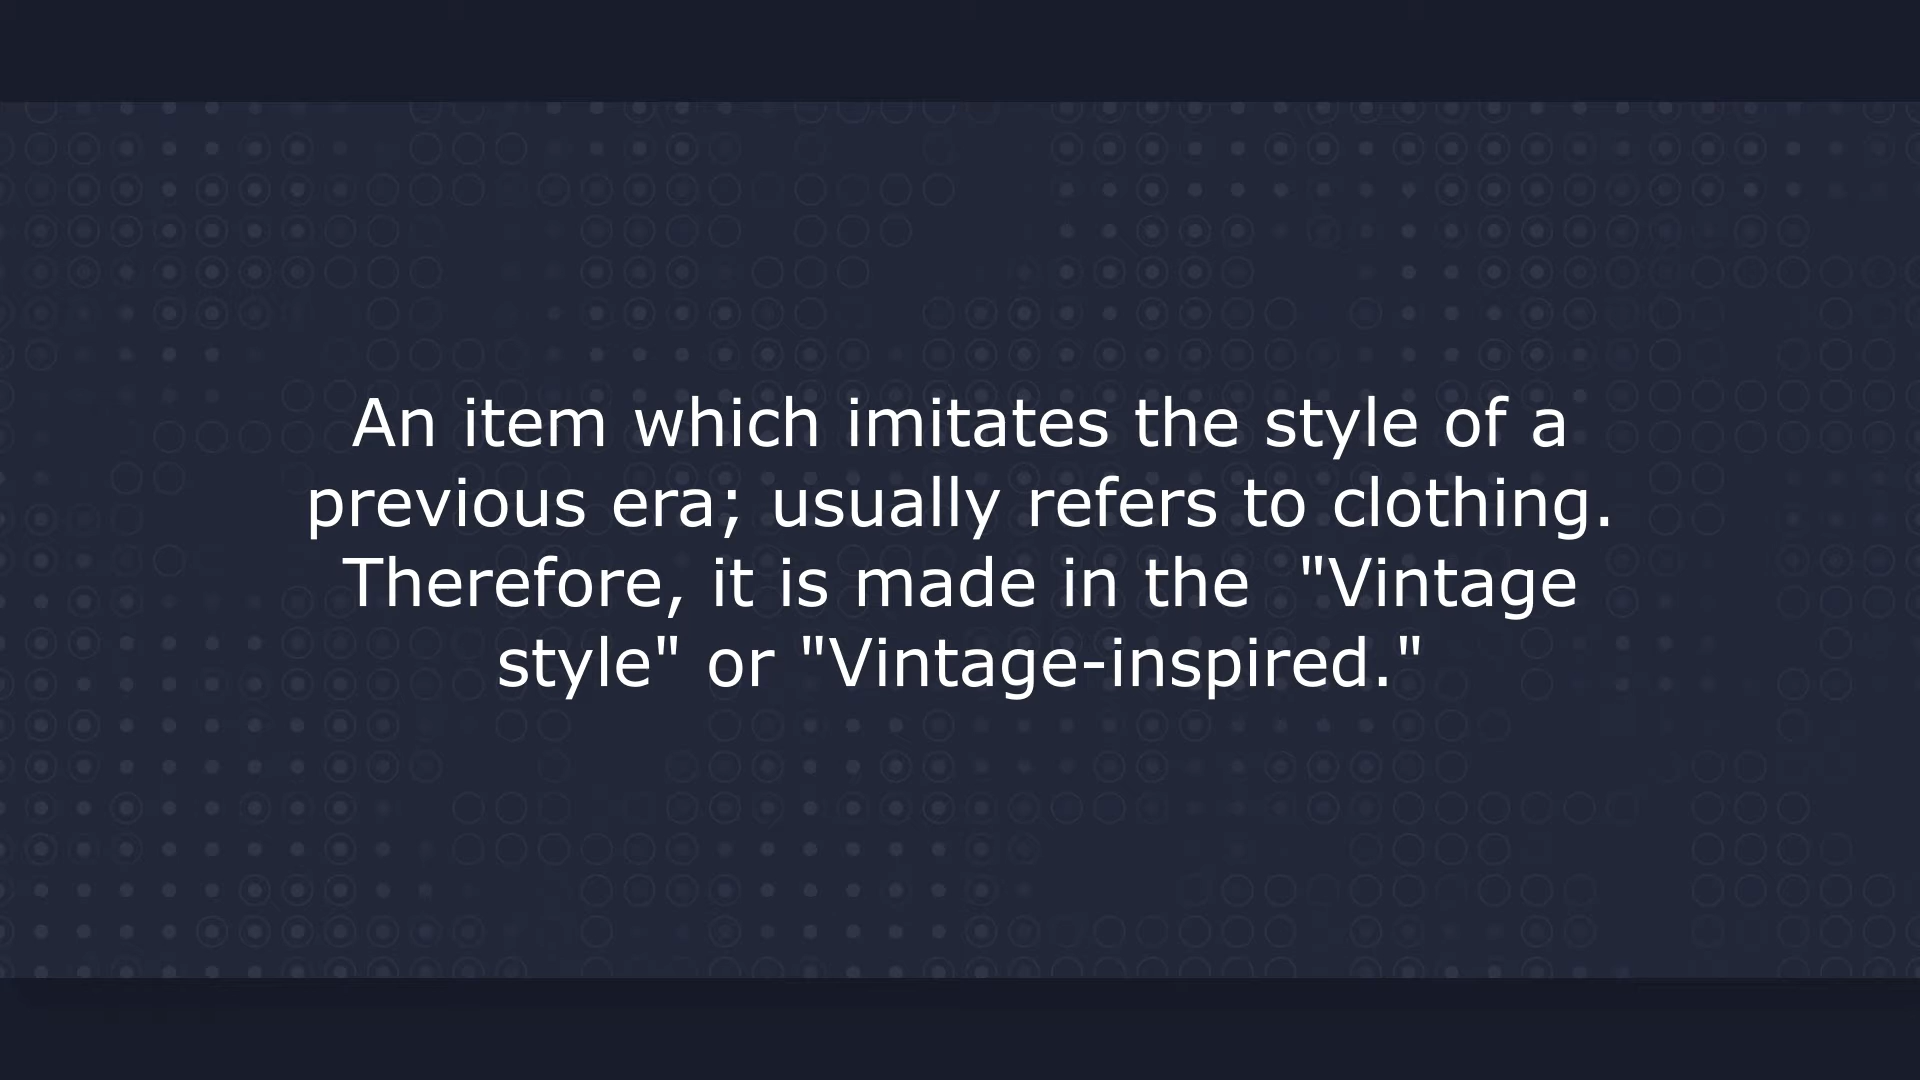 An item which imitates the style of a
previous era; usually refers to clothing.
Therefore, it is made in the  "Vintage
style" or "Vintage-inspired."